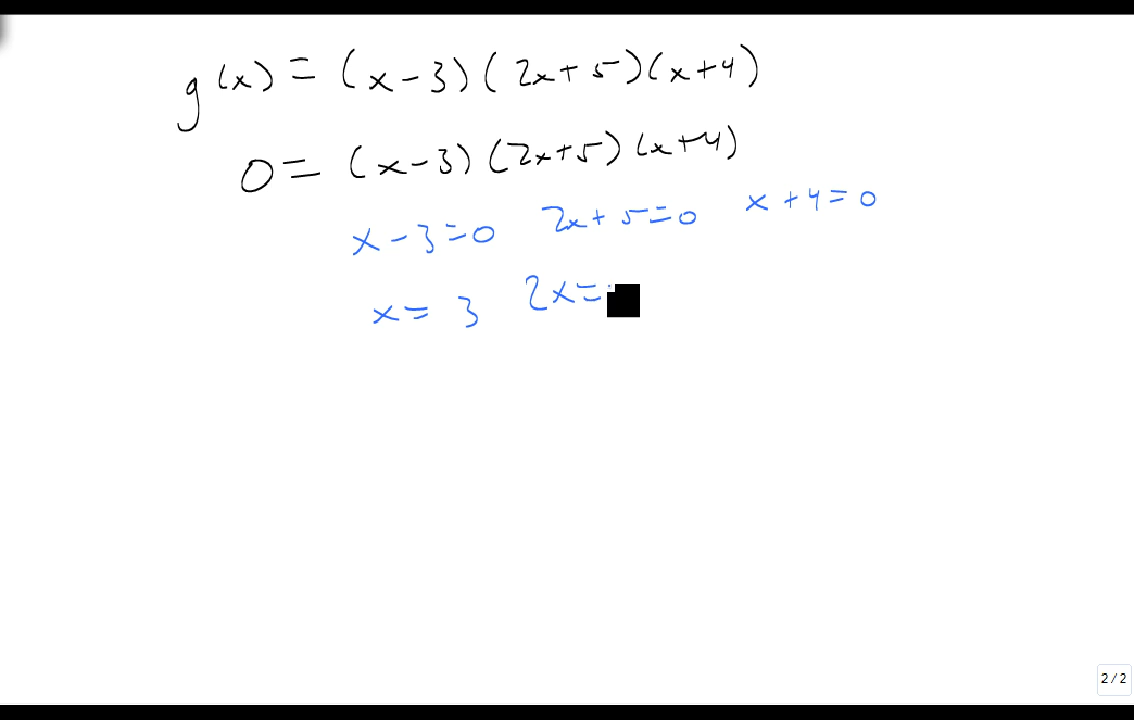 g(x) = (x-3)(2x+5)(x+4)
0 = (x-3)(2x+5)(x+4)
x-3=0 2x+5=0 x+4=0
x = 3 2x=
2/2